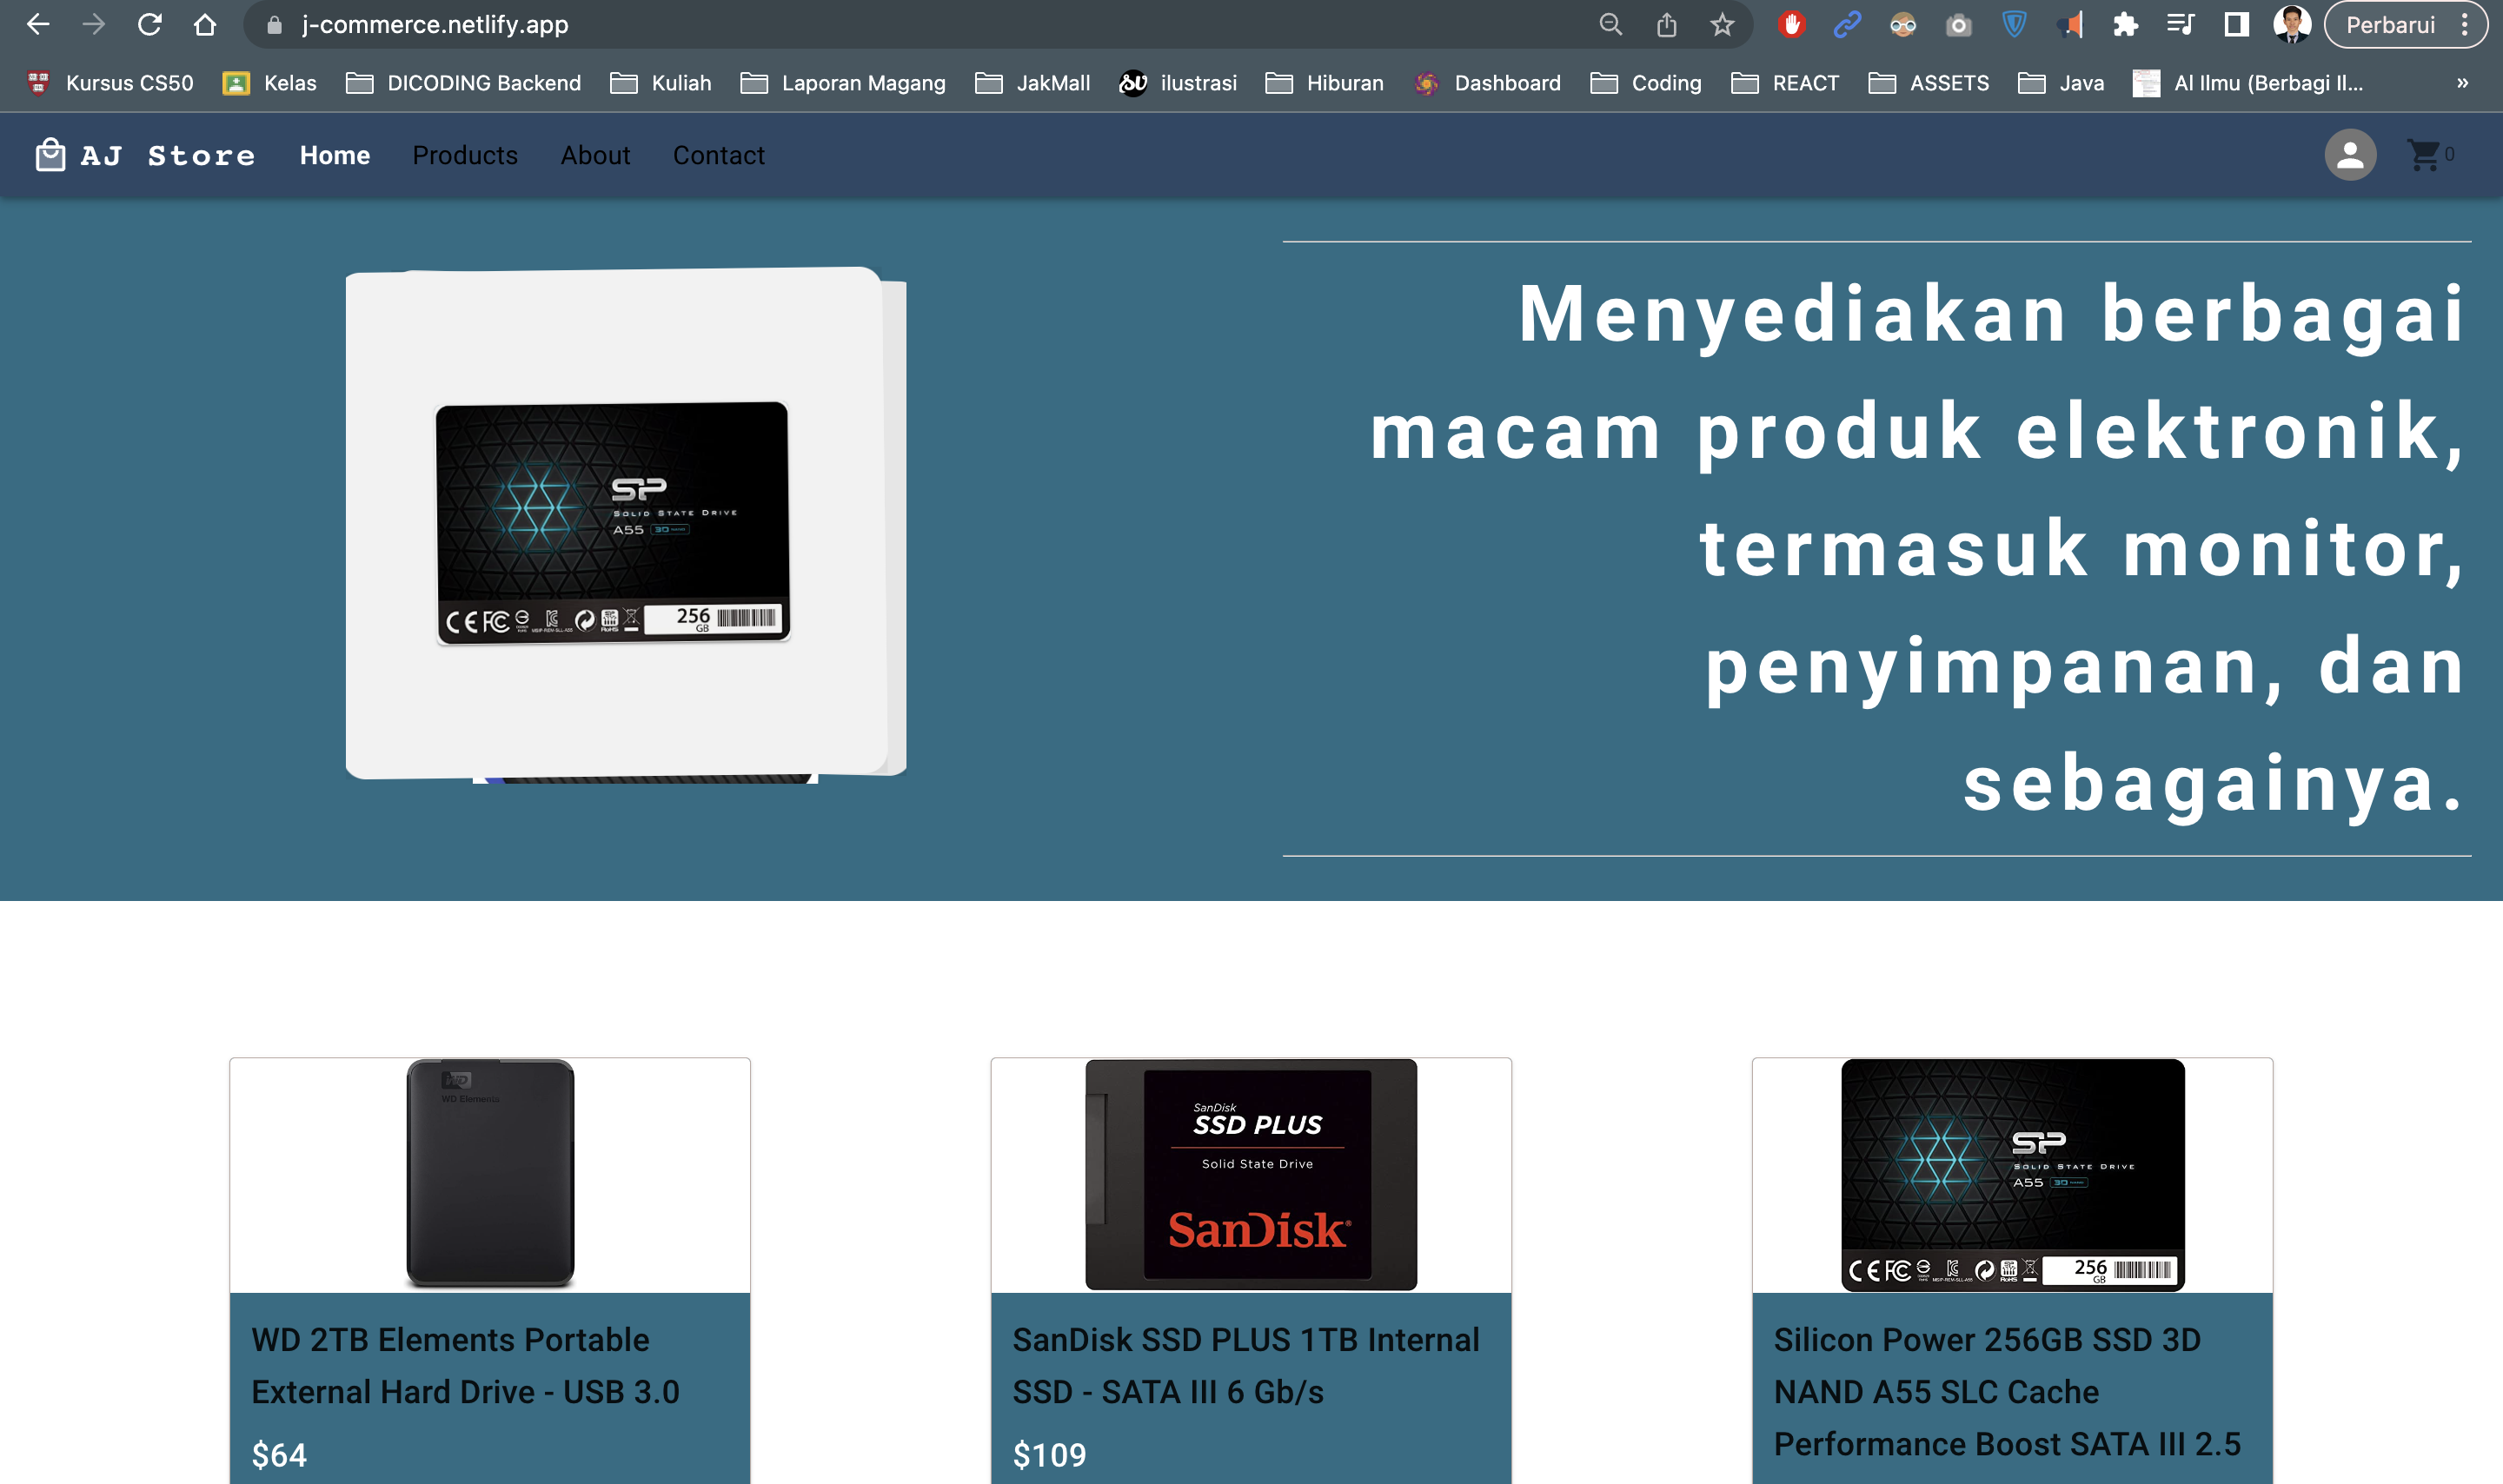 j-commerce.netlify.app
Perbarui
Kursus CS50
Kelas
DICODING Backend
Kuliah
Laporan Magang
JakMall
ilustrasi
Hiburan
Dashboard
Coding
REACT
ASSETS
Java
Al Ilmu (Berbagi Il...
»
AJ Store
Home
Products
About
Contact
0
Menyediakan berbagai
macam produk elektronik,
termasuk monitor,
penyimpanan, dan
sebagainya.
SP
SOLID STATE DRIVE
A55 3D
256
GB
WD
WD Elements
SanDisk
SSD PLUS
Solid State Drive
SanDisk
SP
SOLID STATE DRIVE
A55 3D
256
GB
WD 2TB Elements Portable
External Hard Drive - USB 3.0
$64
SanDisk SSD PLUS 1TB Internal
SSD - SATA III 6 Gb/s
$109
Silicon Power 256GB SSD 3D
NAND A55 SLC Cache
Performance Boost SATA III 2.5